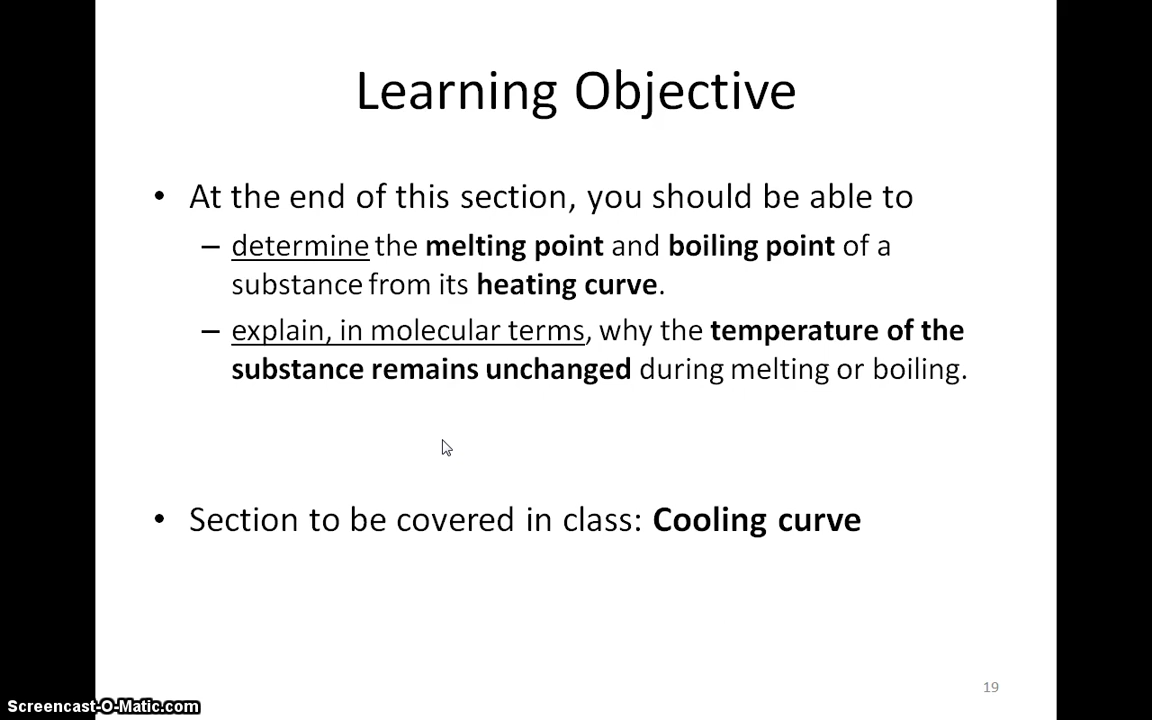 Learning Objective
• At the end of this section, you should be able to
– determine the melting point and boiling point of a
substance from its heating curve.
– explain, in molecular terms, why the temperature of the
substance remains unchanged during melting or boiling.
• Section to be covered in class: Cooling curve
19
Screencast-O-Matic.com